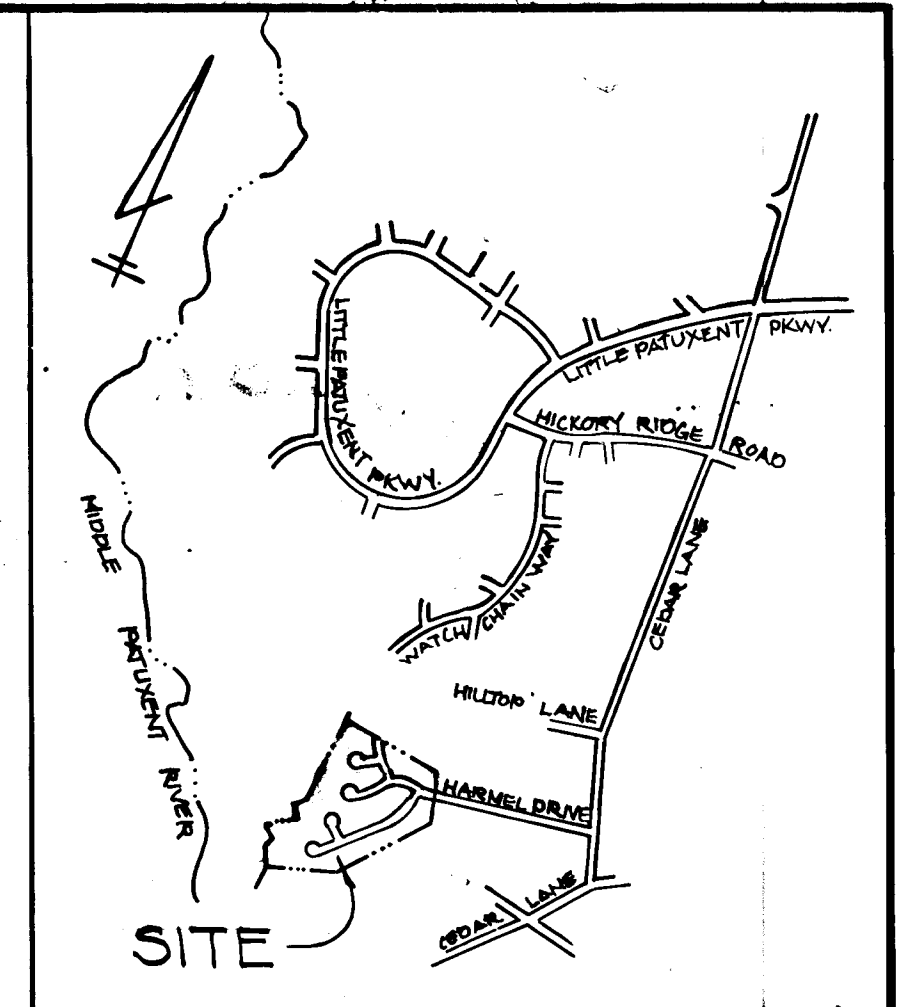 LITTLE PATUXENT PKWY.
LITTLE PATUXENT PKWY.
HICKORY RIDGE ROAD
CEDAR LANE
WATCH CHAIN WAY
MIDDLE PATUXENT RIVER
HILLTOP LANE
HARMEL DRIVE
CEDAR LANE
SITE